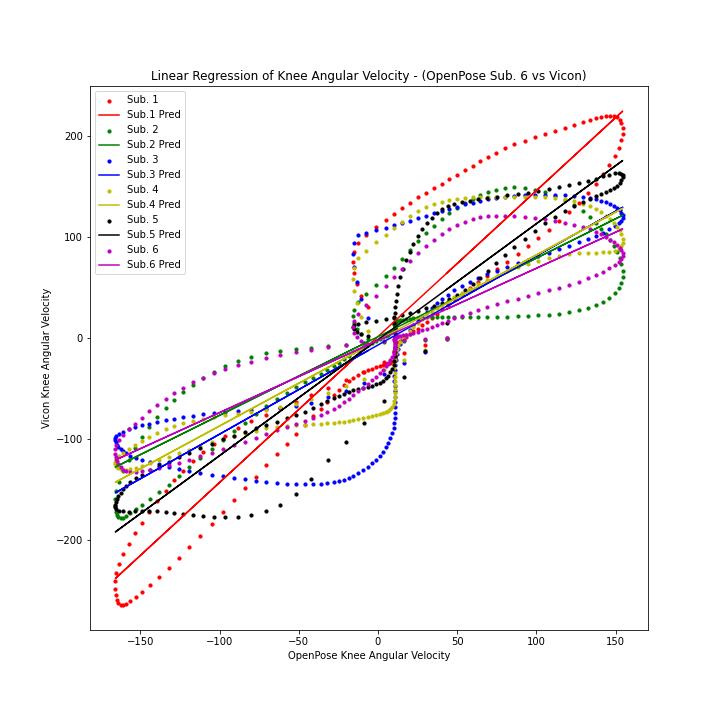 Linear Regression of Knee Angular Velocity - (OpenPose Sub. 6 vs Vicon)
Sub. 1
Sub.1 Pred
Sub. 2
Sub.2 Pred
Sub. 3
Sub.3 Pred
Sub. 4
Sub.4 Pred
Sub. 5
Sub.5 Pred
Sub. 6
Sub.6 Pred
Vicon Knee Angular Velocity
200
100
0
−100
−200
−150
−100
−50
0
50
100
150
OpenPose Knee Angular Velocity